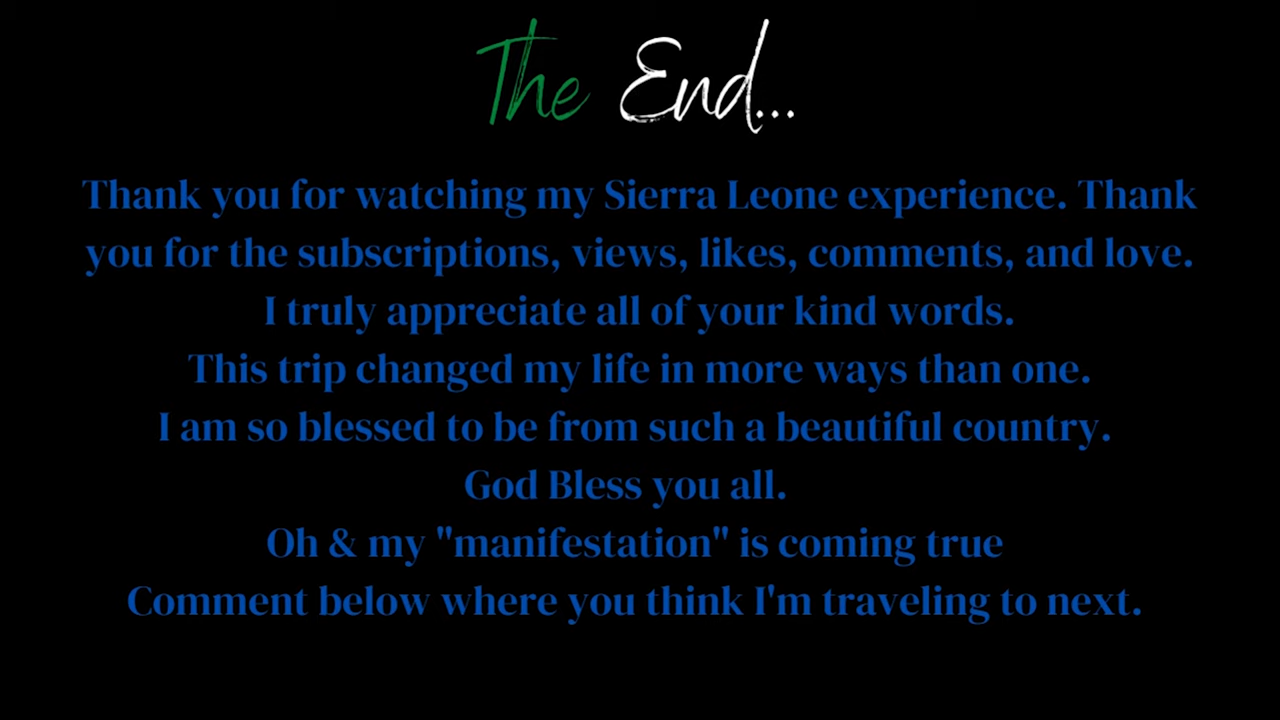 The End...
Thank you for watching my Sierra Leone experience. Thank
you for the subscriptions, views, likes, comments, and love.
I truly appreciate all of your kind words.
This trip changed my life in more ways than one.
I am so blessed to be from such a beautiful country.
God Bless you all.
Oh & my "manifestation" is coming true
Comment below where you think I'm traveling to next.